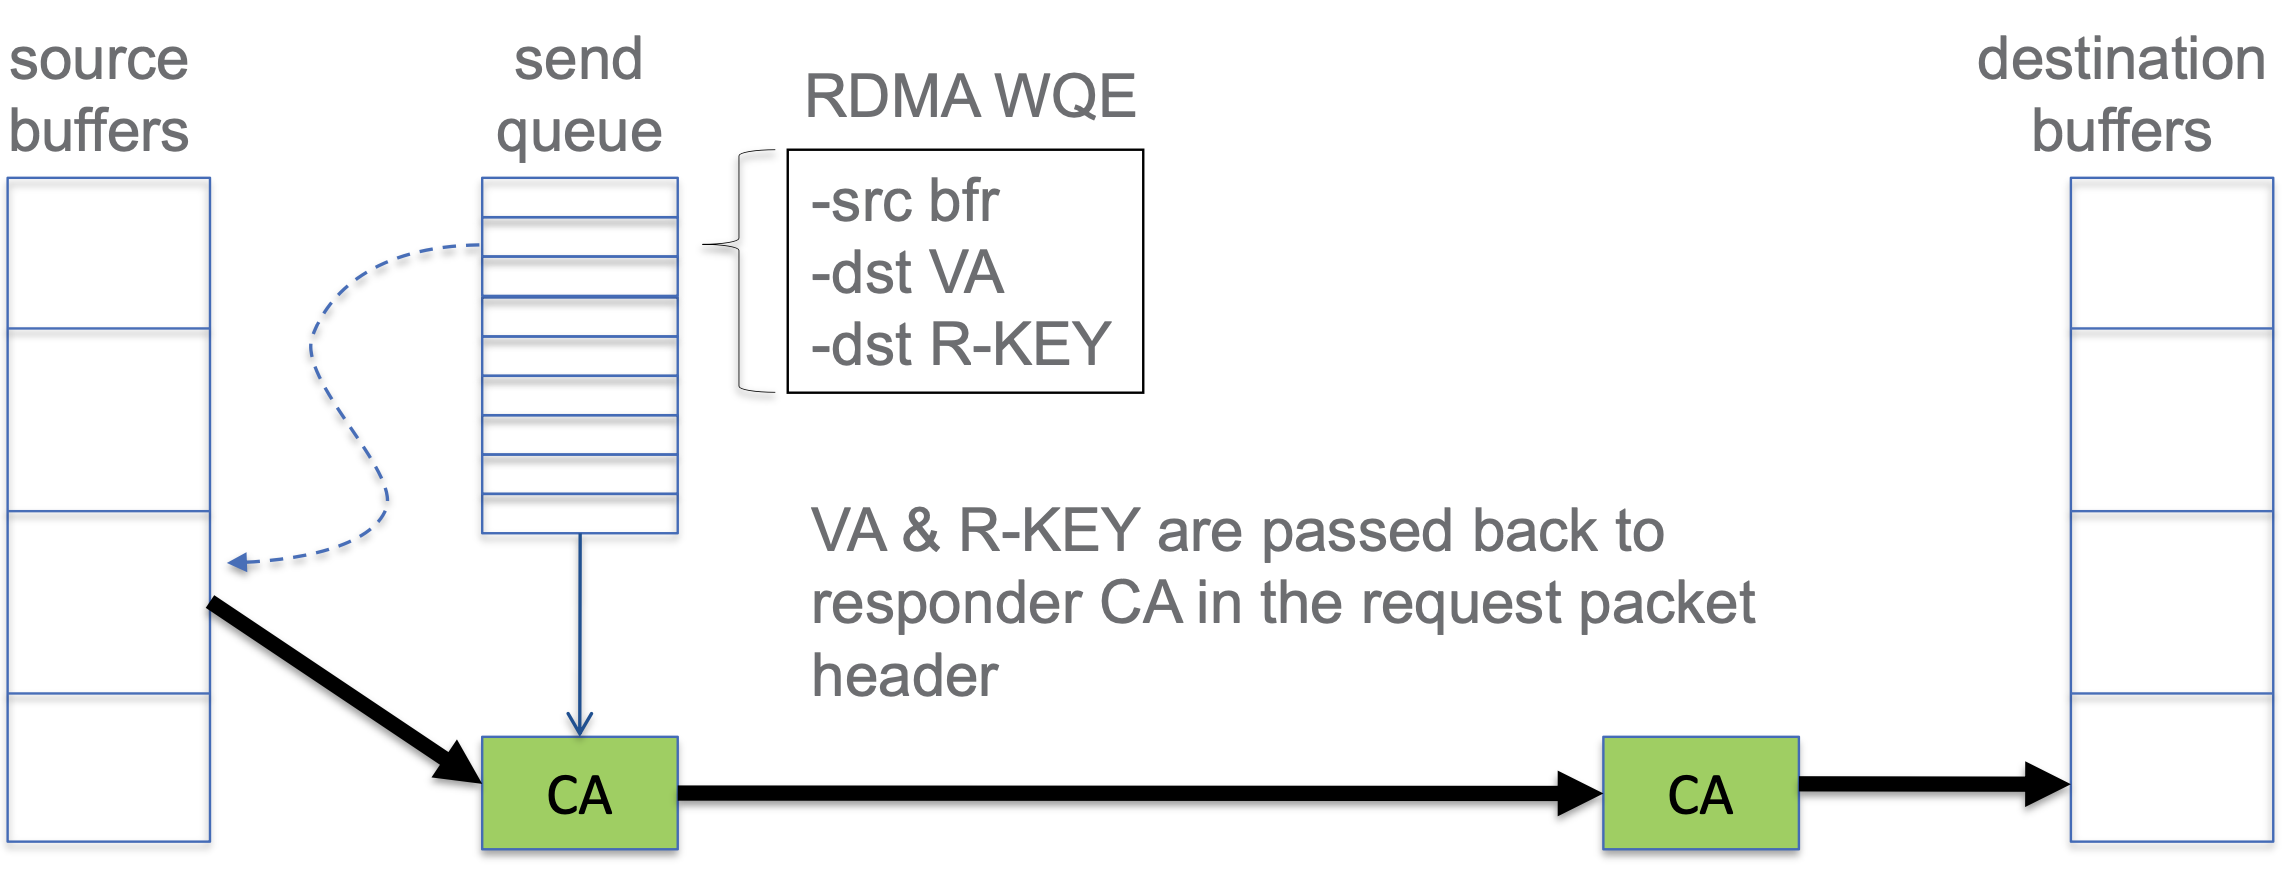 source
buffers
send
queue
RDMA WQE
-src bfr
-dst VA
-dst R-KEY
destination
buffers
VA & R-KEY are passed back to
responder CA in the request packet
header
CA
CA